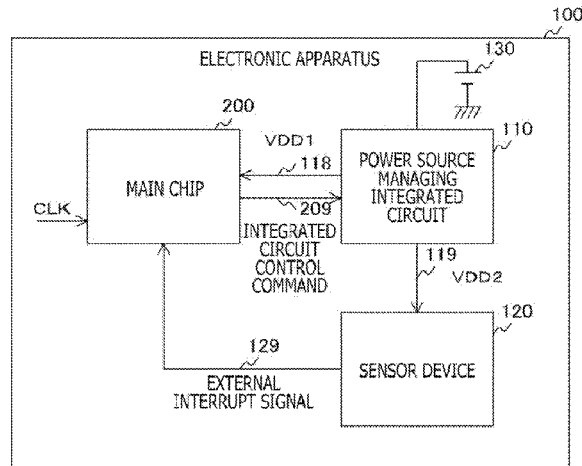 100
ELECTRONIC APPARATUS
130
200
VDD1
110
118
MAIN CHIP
POWER SOURCE
MANAGING
INTEGRATED
CIRCUIT
CLK
209
INTEGRATED
CIRCUIT
CONTROL
COMMAND
119
VDD2
120
129
SENSOR DEVICE
EXTERNAL
INTERRUPT SIGNAL